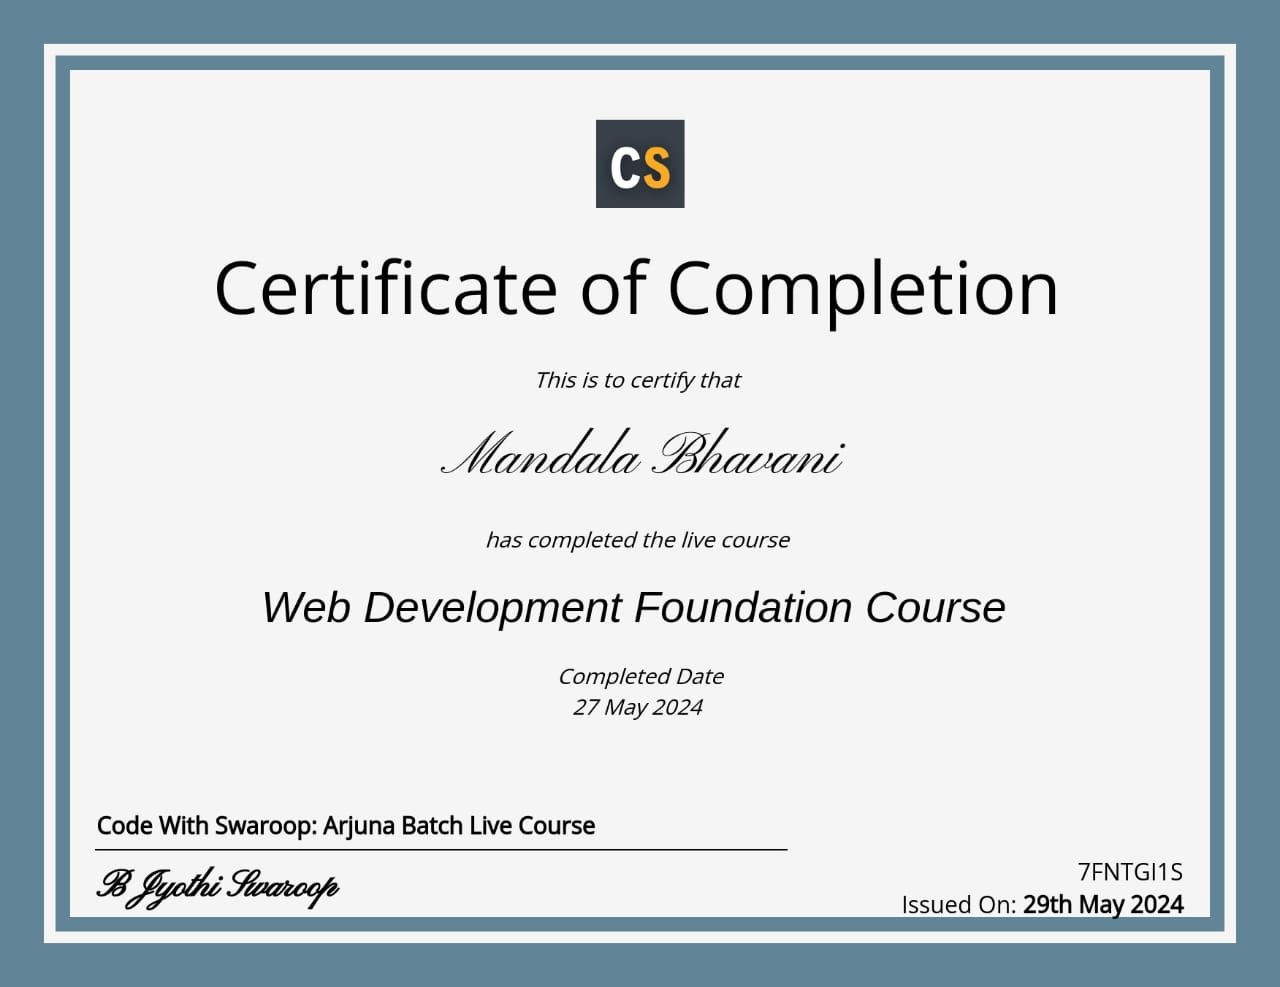 CS
Certificate of Completion
This is to certify that
Mandala Bhavani
has completed the live course
Web Development Foundation Course
Completed Date
27 May 2024
Code With Swaroop: Arjuna Batch Live Course
B Jyothi Swaroop
7FNTGI1S
Issued On: 29th May 2024